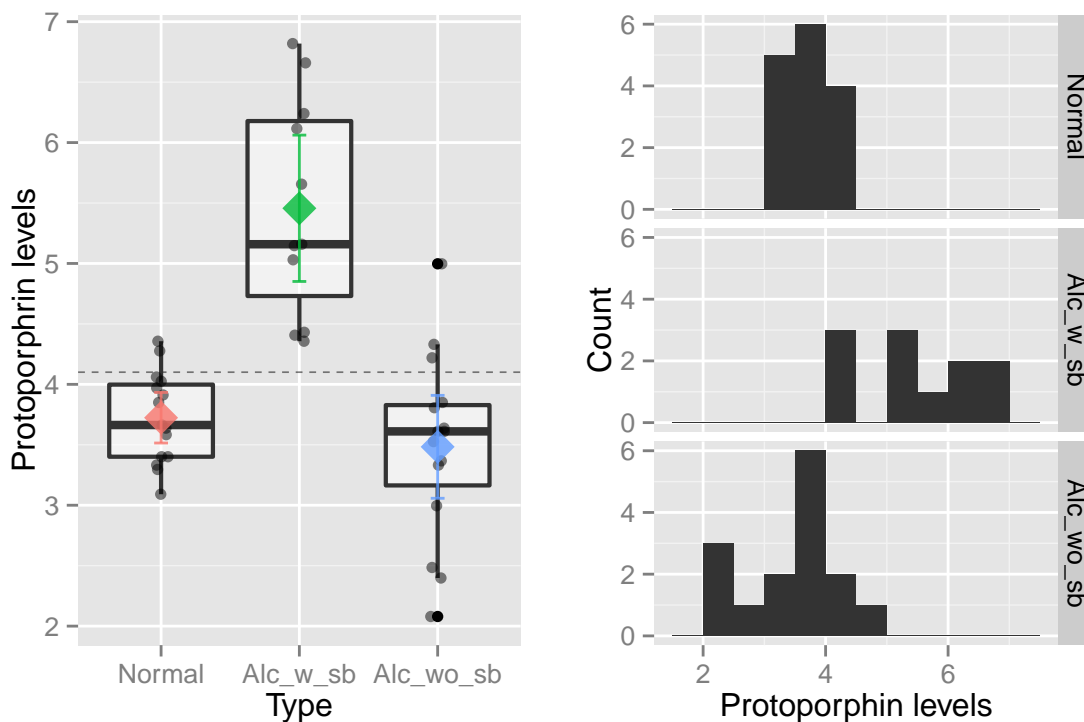 Protoporphrin levels
7
6
5
4
3
2
Normal Alc_w_sb Alc_wo_sb
Type
Count
6
4
2
0
Normal
6
4
2
0
Alc_w_sb
6
4
2
0
Alc_wo_sb
2 4 6
Protoporphin levels